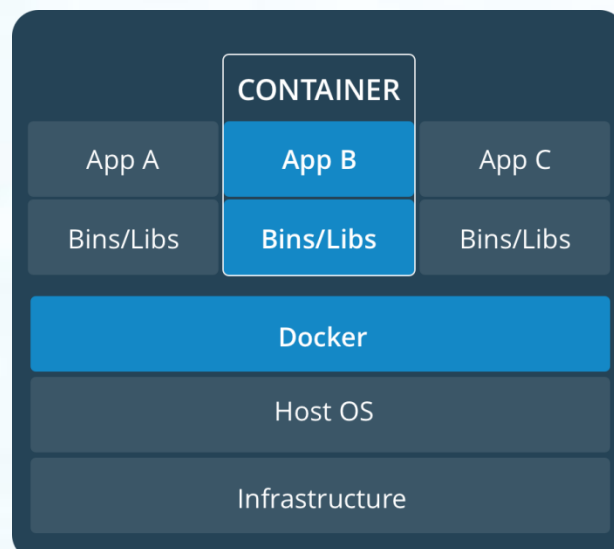 CONTAINER
App A
App B
App C
Bins/Libs
Bins/Libs
Bins/Libs
Docker
Host OS
Infrastructure